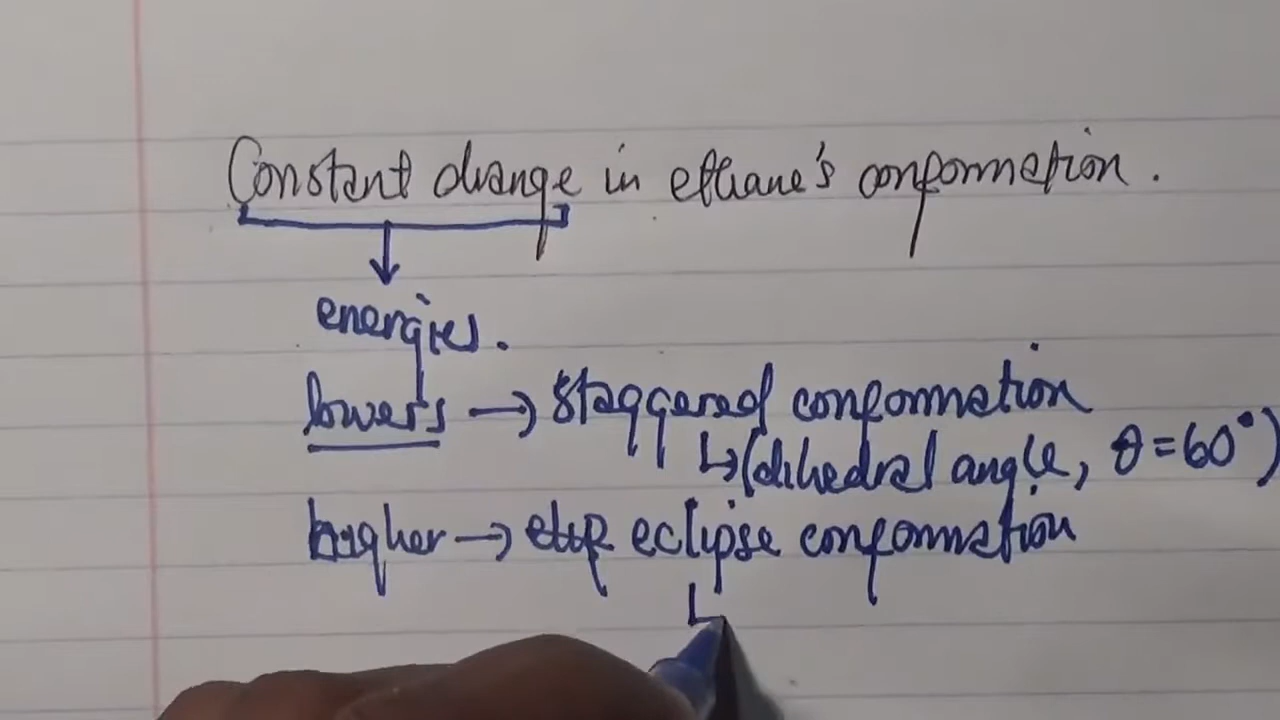 Constant change in ethane's conformation.
energies.
lowers → staggered conformation
↳ (dihedral angle, θ = 60°)
higher → eclipse conformation